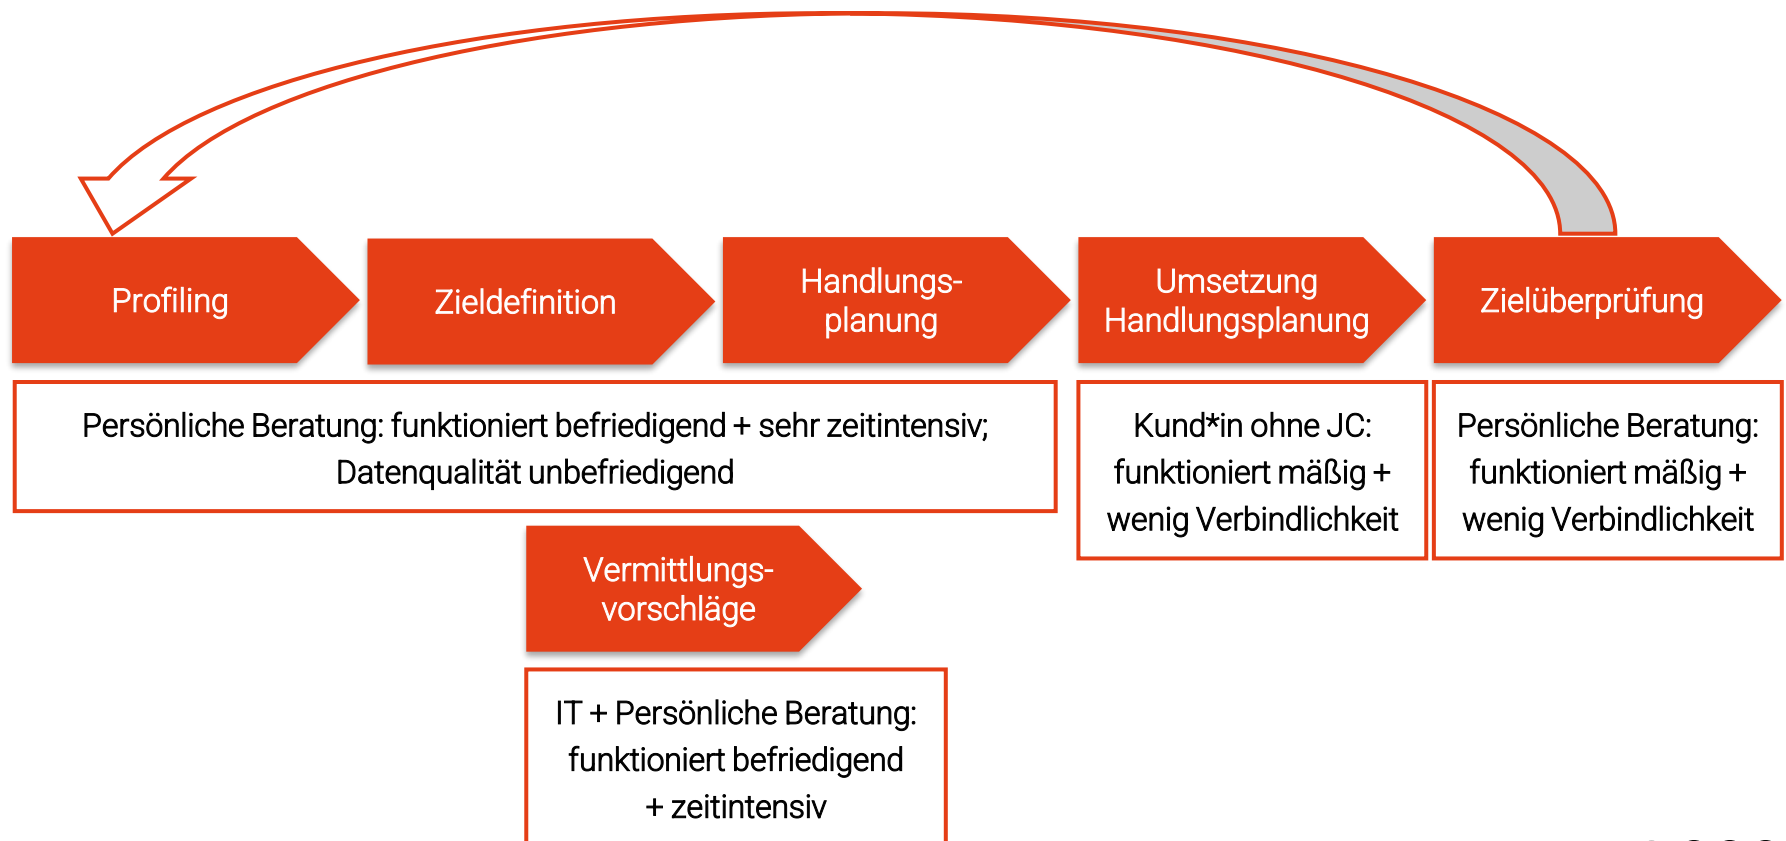 Profiling
Zieldefinition
Handlungs-
planung
Umsetzung
Handlungsplanung
Zielüberprüfung
Persönliche Beratung: funktioniert befriedigend + sehr zeitintensiv;
Datenqualität unbefriedigend
Kund*in ohne JC:
funktioniert mäßig +
wenig Verbindlichkeit
Persönliche Beratung:
funktioniert mäßig +
wenig Verbindlichkeit
Vermittlungs-
vorschläge
IT + Persönliche Beratung:
funktioniert befriedigend
+ zeitintensiv